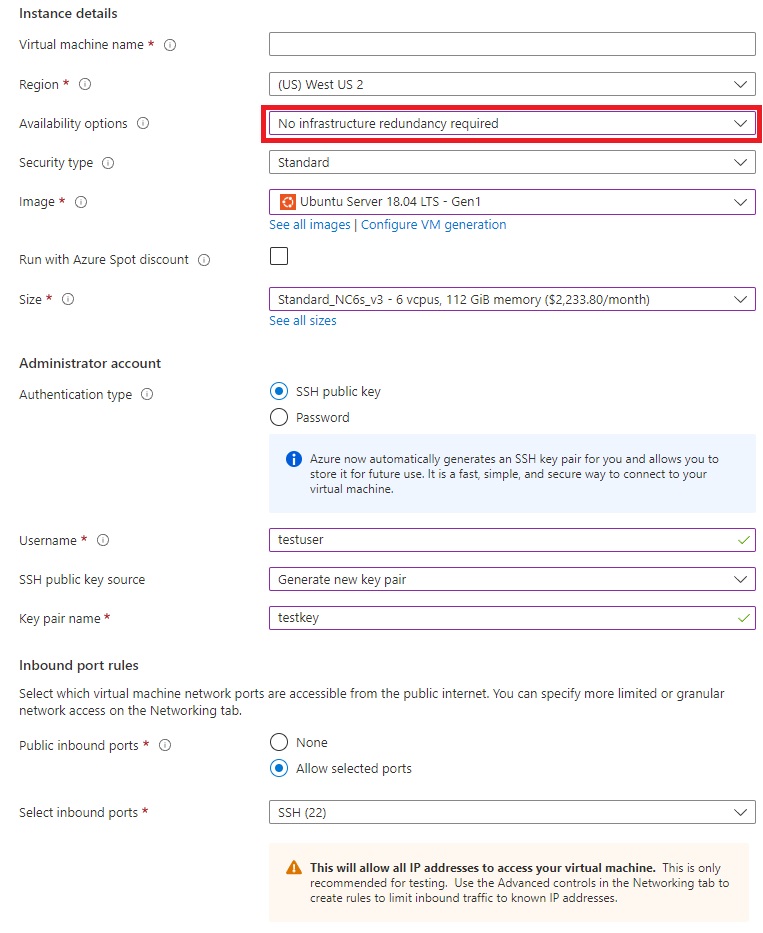 Instance details
Virtual machine name *
Region * (US) West US 2
Availability options No infrastructure redundancy required
Security type Standard
Image * Ubuntu Server 18.04 LTS - Gen1
See all images | Configure VM generation
Run with Azure Spot discount
Size * Standard_NC6s_v3 - 6 vcpus, 112 GiB memory ($2,233.80/month)
See all sizes
Administrator account
Authentication type
SSH public key
Password
Azure now automatically generates an SSH key pair for you and allows you to
store it for future use. It is a fast, simple, and secure way to connect to your
virtual machine.
Username * testuser
SSH public key source Generate new key pair
Key pair name * testkey
Inbound port rules
Select which virtual machine network ports are accessible from the public internet. You can specify more limited or granular
network access on the Networking tab.
Public inbound ports *
None
Allow selected ports
Select inbound ports * SSH (22)
This will allow all IP addresses to access your virtual machine. This is only
recommended for testing. Use the Advanced controls in the Networking tab to
create rules to limit inbound traffic to known IP addresses.